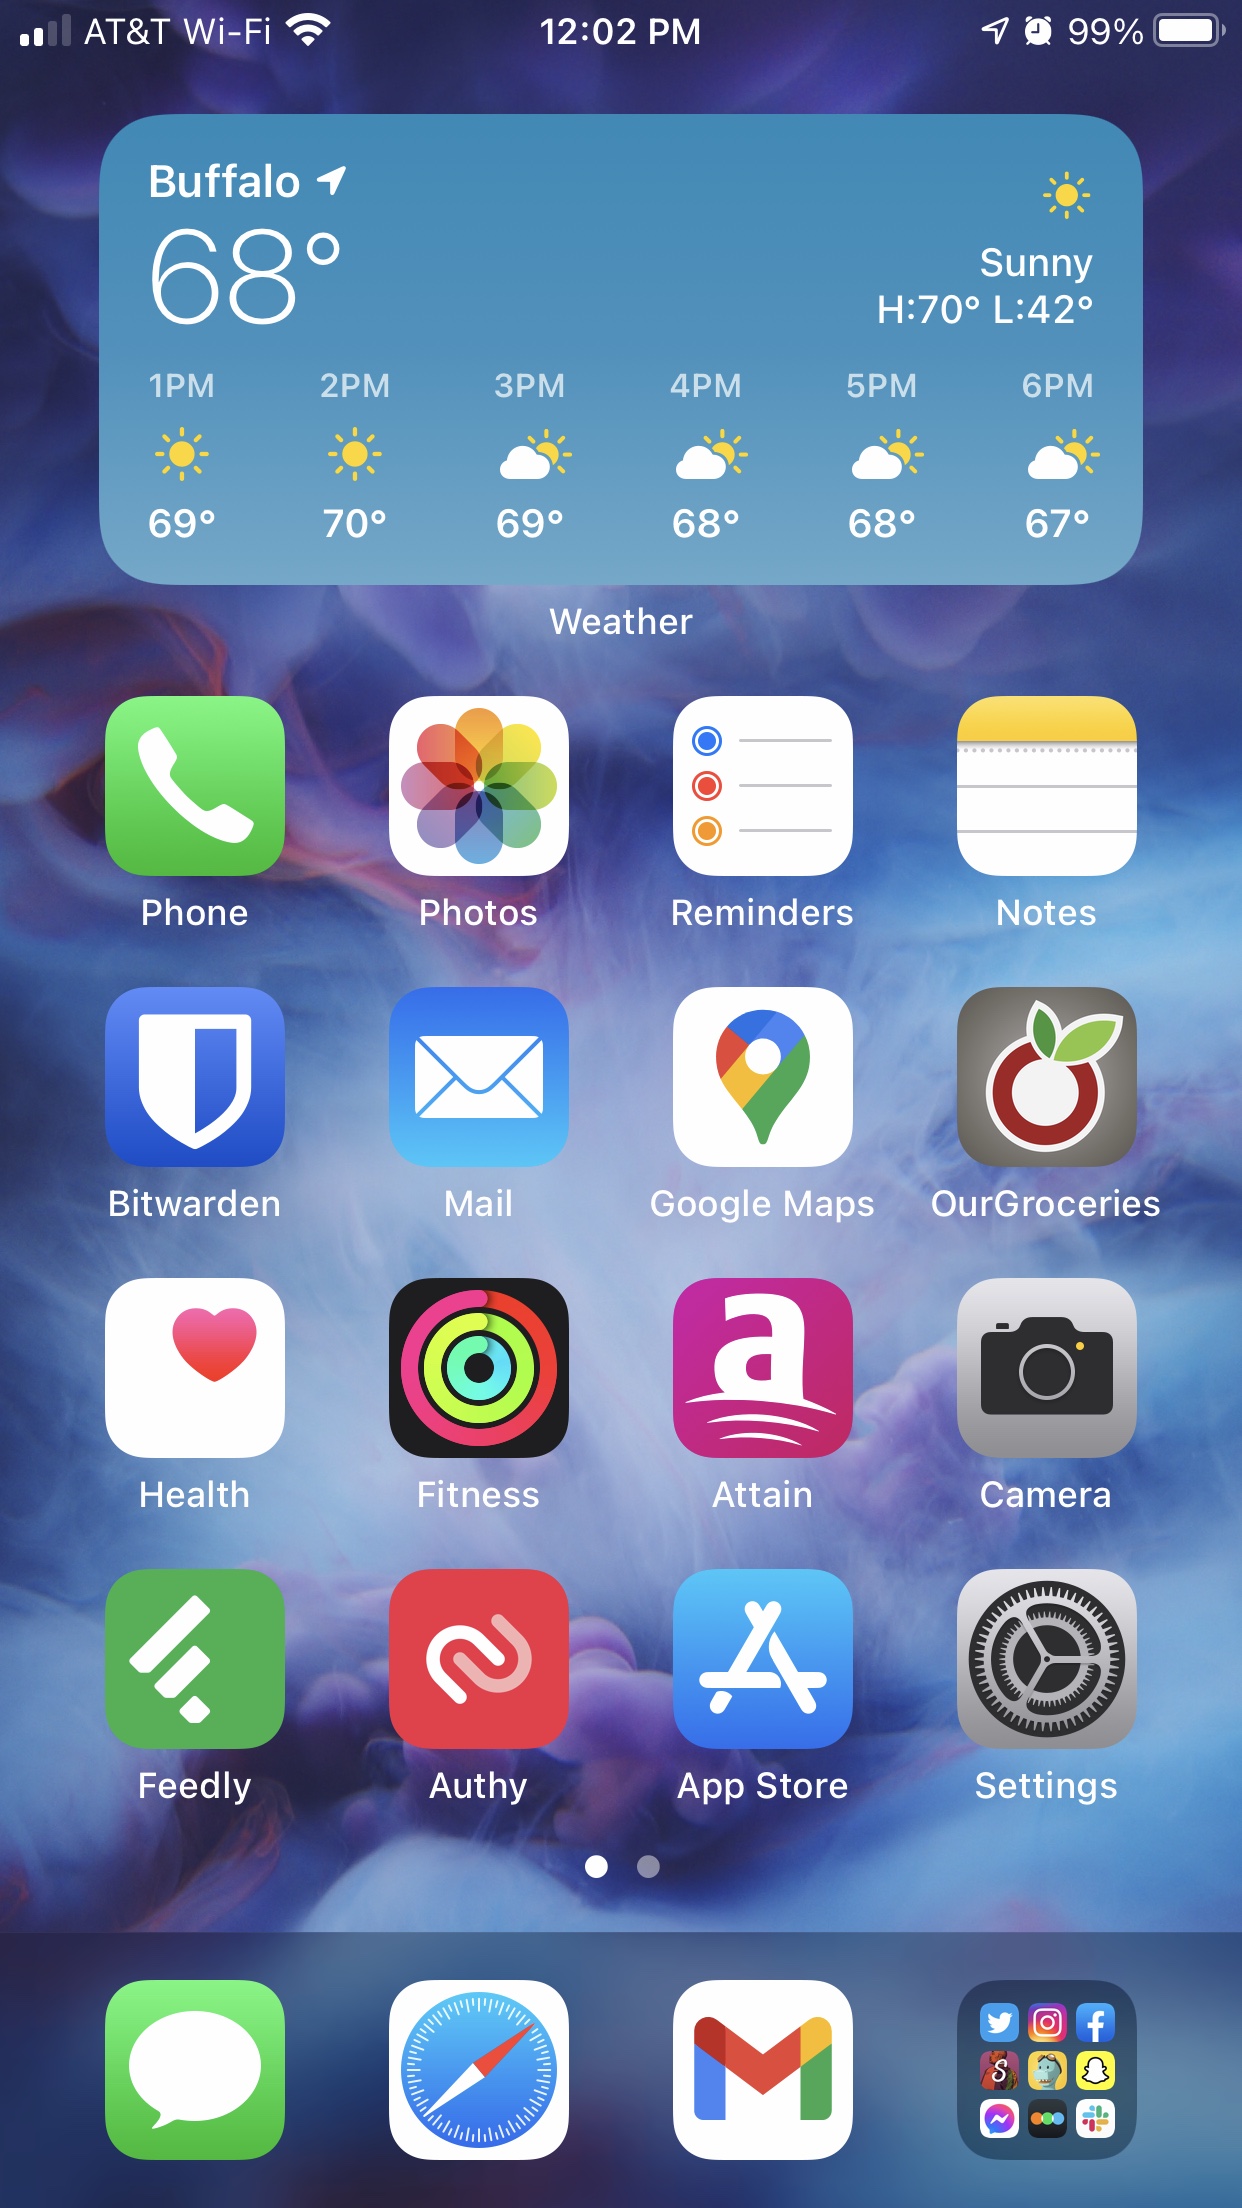 AT&T Wi-Fi 12:02 PM 99%
Buffalo
68°
Sunny
H:70° L:42°
1PM 2PM 3PM 4PM 5PM 6PM
69° 70° 69° 68° 68° 67°
Weather
Phone Photos Reminders Notes
Bitwarden Mail Google Maps OurGroceries
a
Health Fitness Attain Camera
Feedly Authy App Store Settings